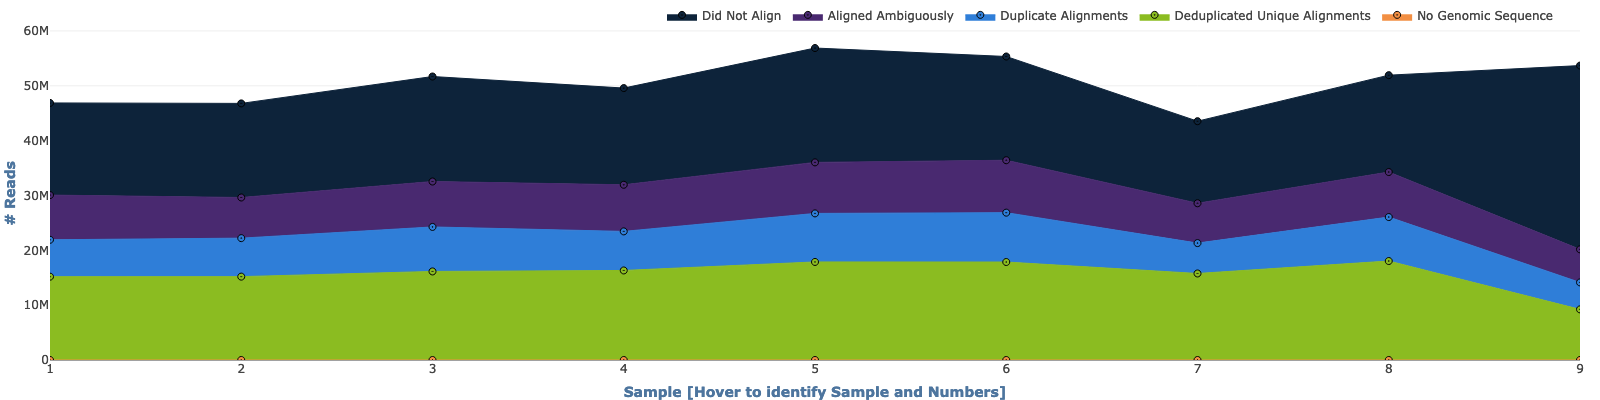 Did Not Align Aligned Ambiguously Duplicate Alignments Deduplicated Unique Alignments No Genomic Sequence
60M
50M
40M
30M
20M
10M
0
# Reads
1 2 3 4 5 6 7 8 9
Sample [Hover to identify Sample and Numbers]